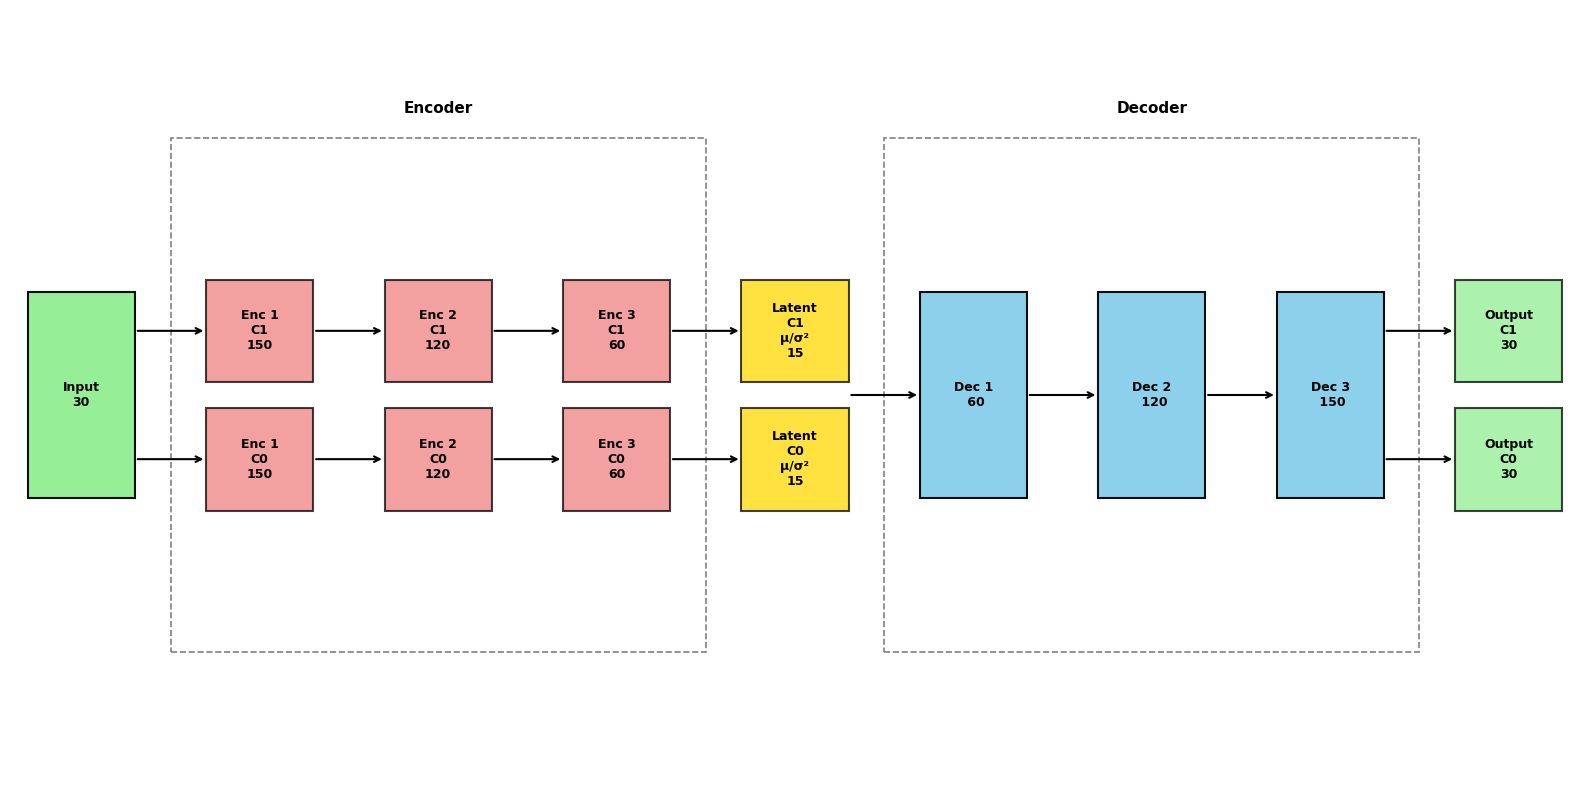 Encoder
Decoder
Input
30
Enc 1
C1
150
Enc 2
C1
120
Enc 3
C1
60
Latent
C1
μ/σ²
15
Enc 1
C0
150
Enc 2
C0
120
Enc 3
C0
60
Latent
C0
μ/σ²
15
Dec 1
60
Dec 2
120
Dec 3
150
Output
C1
30
Output
C0
30